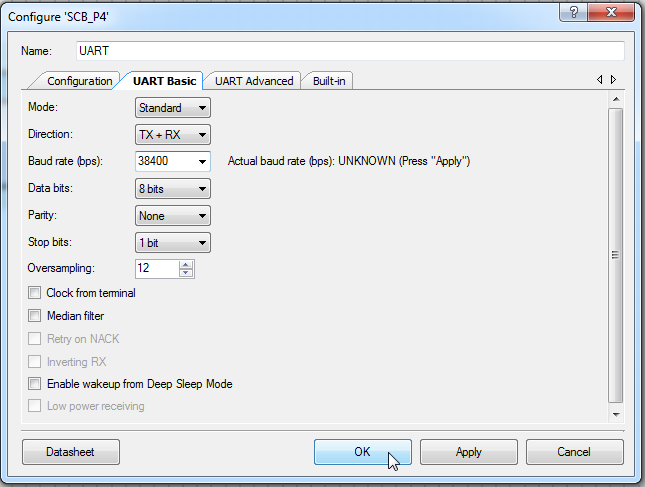 Configure 'SCB_P4'
Name: UART
Configuration UART Basic UART Advanced Built-in
Mode: Standard
Direction: TX + RX
Baud rate (bps): 38400 Actual baud rate (bps): UNKNOWN (Press "Apply")
Data bits: 8 bits
Parity: None
Stop bits: 1 bit
Oversampling: 12
Clock from terminal
Median filter
Retry on NACK
Inverting RX
Enable wakeup from Deep Sleep Mode
Low power receiving
Datasheet OK Apply Cancel